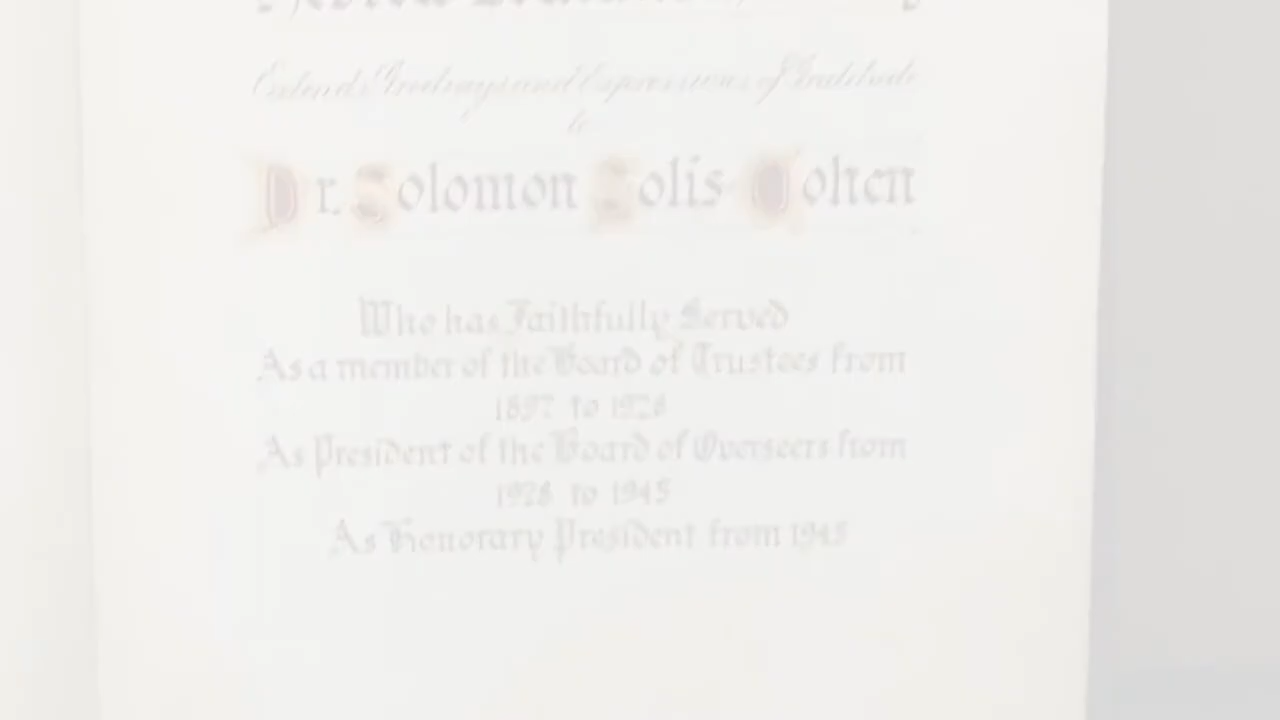 Hebrew
Extends Greetings and Expressions of Gratitude
to
Dr. Solomon Solis-Cohen
Who has Faithfully Served
As a member of the Board of Trustees from
1897 to 1928
As President of the Board of Overseers from
1928 to 1945
As Honorary President from 1945